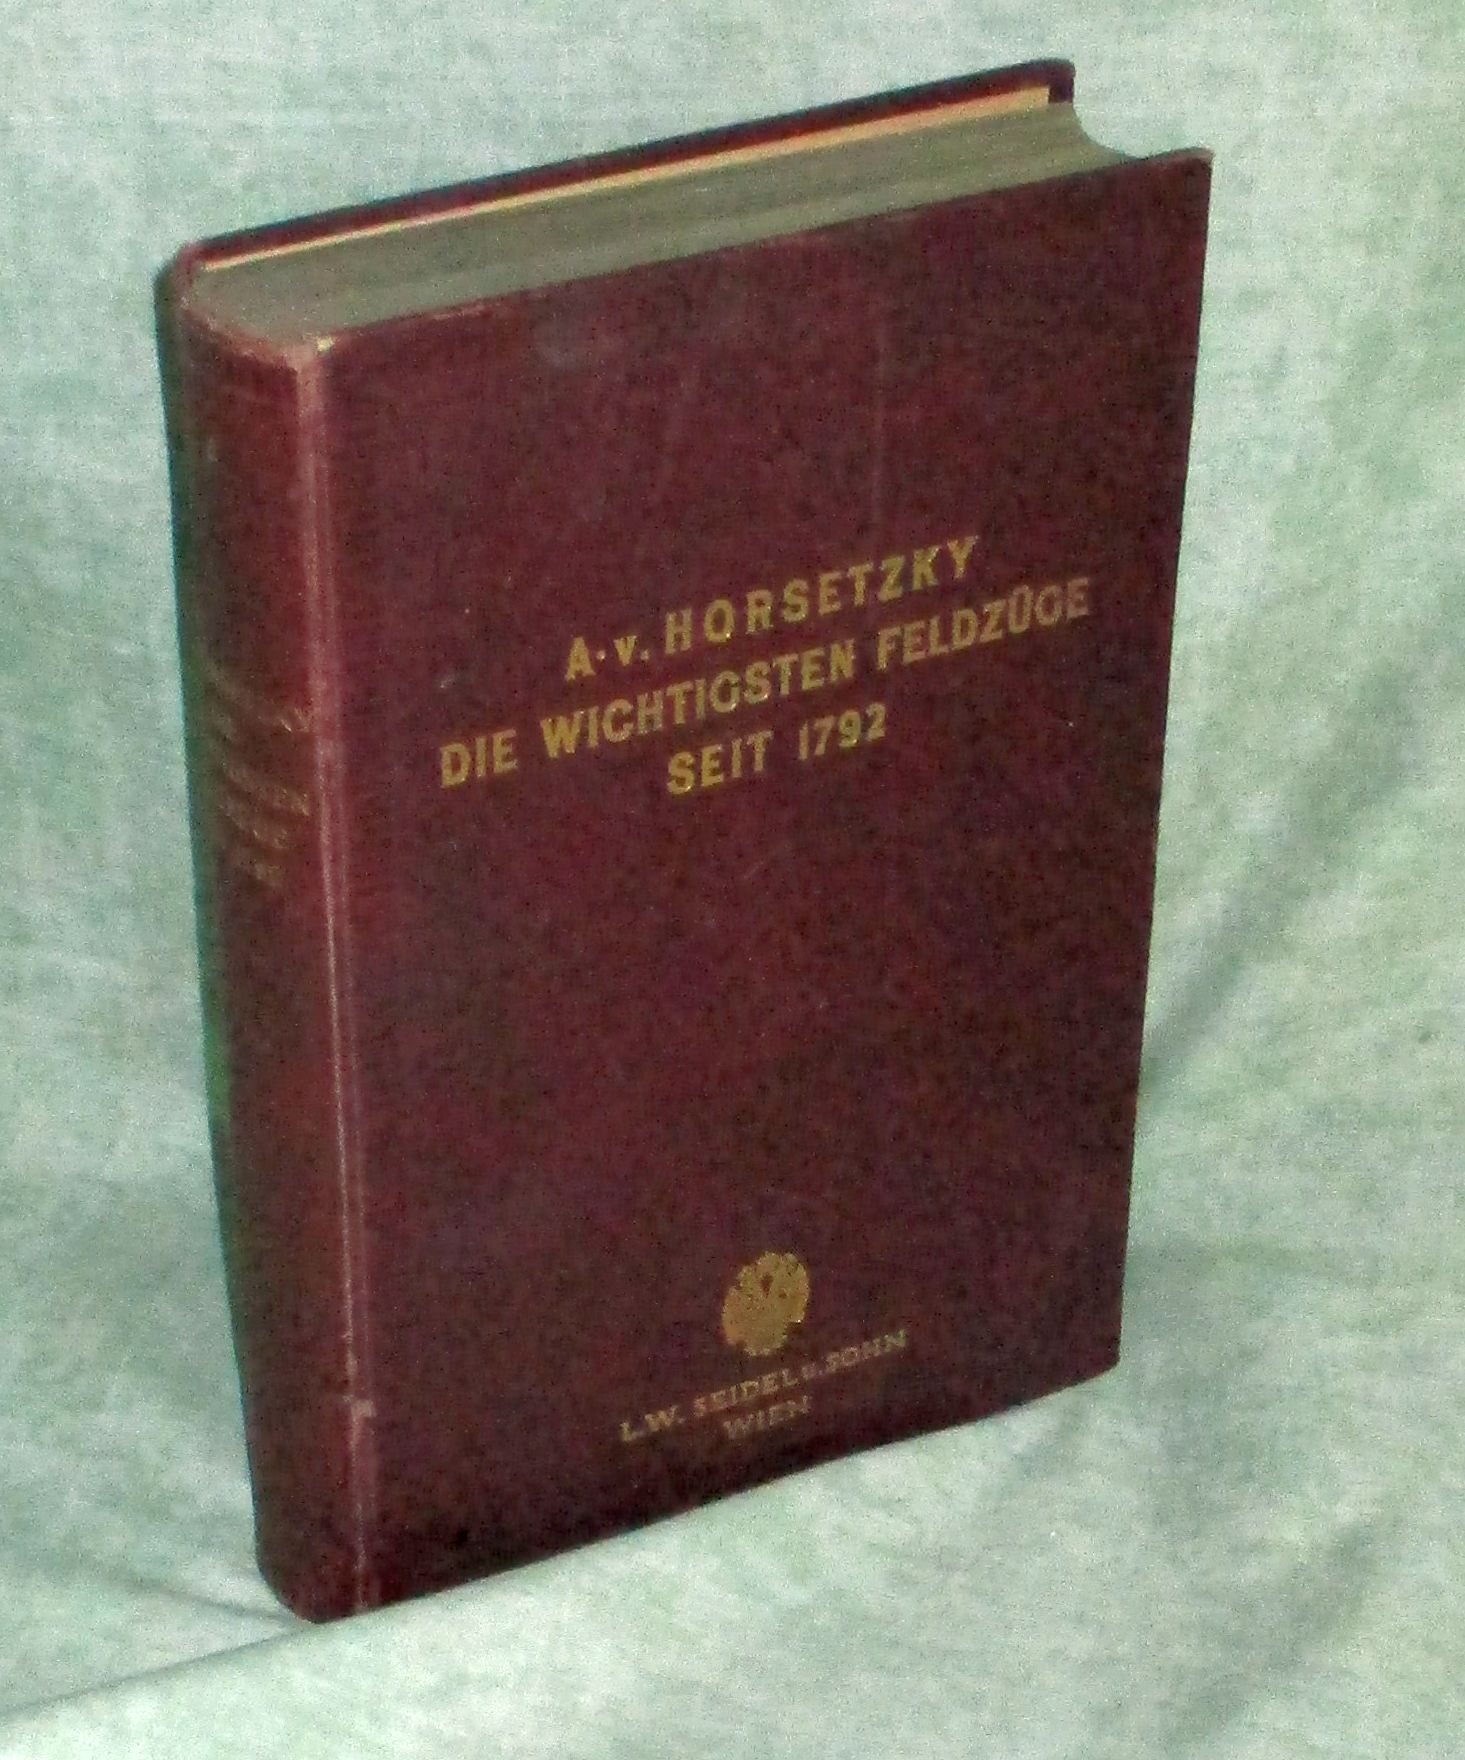 A. v. HORSETZKY
DIE WICHTIGSTEN FELDZÜGE
SEIT 1792
L.W. SEIDEL u. SOHN
WIEN